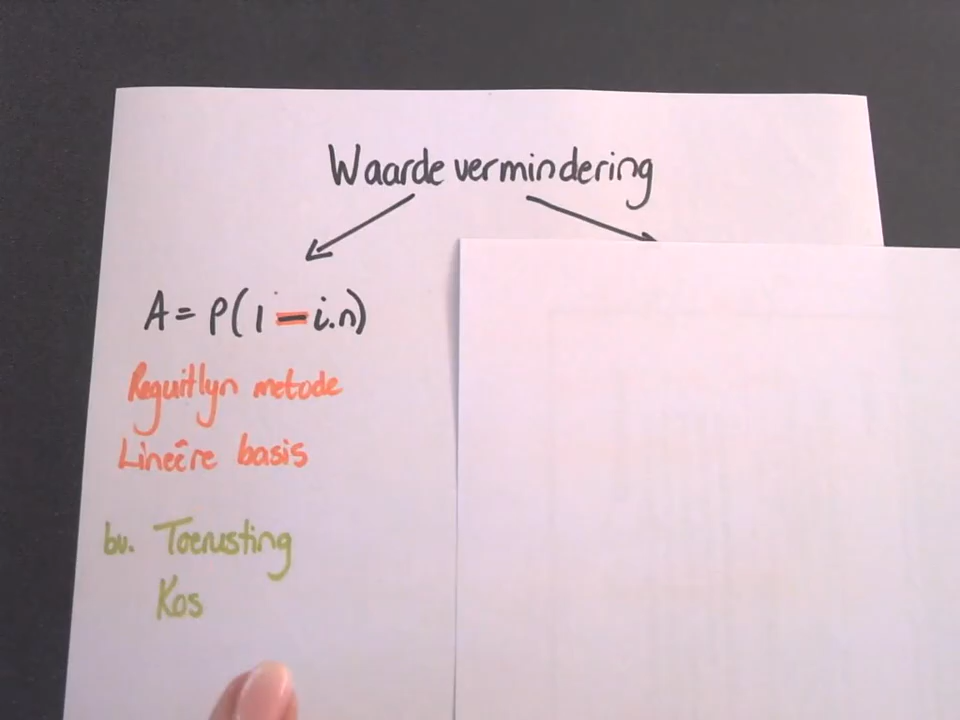 Waardevermindering
A = P(1 - i.n)
Reguitlyn metode
Lineêre basis
bv. Toerusting
Kos